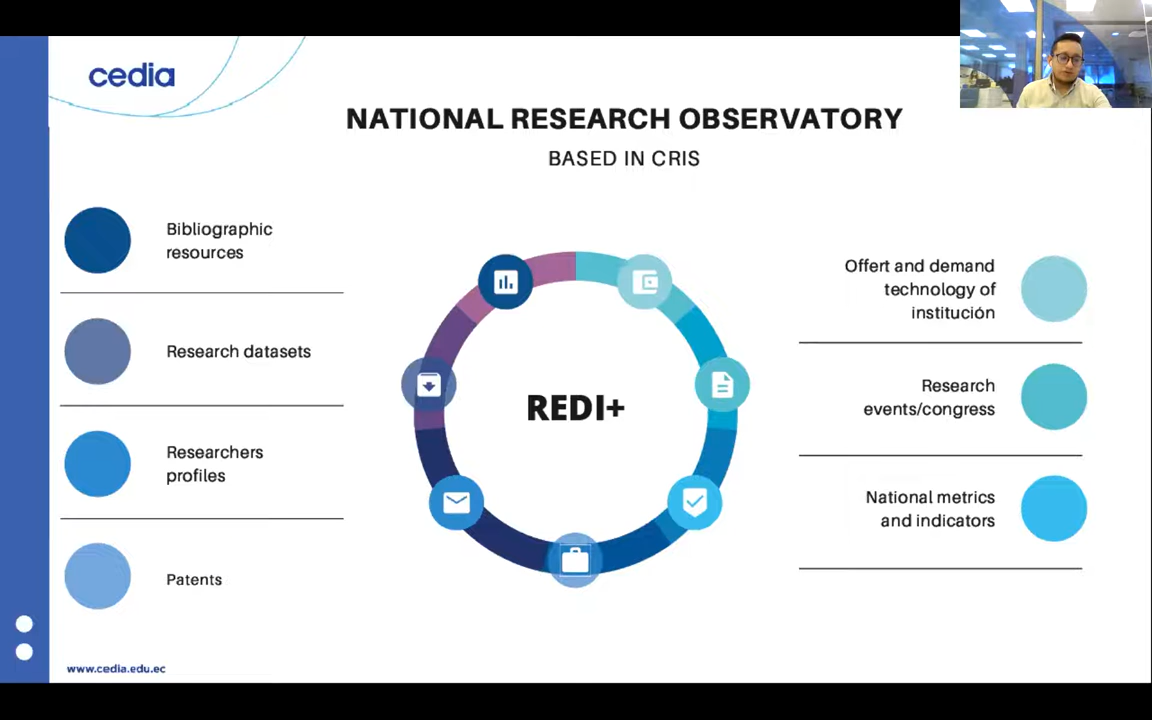 cedia
NATIONAL RESEARCH OBSERVATORY
BASED IN CRIS
Bibliographic
resources
Research datasets
Researchers
profiles
Patents
REDI+
Offert and demand
technology of
institución
Research
events/congress
National metrics
and indicators
www.cedia.edu.ec